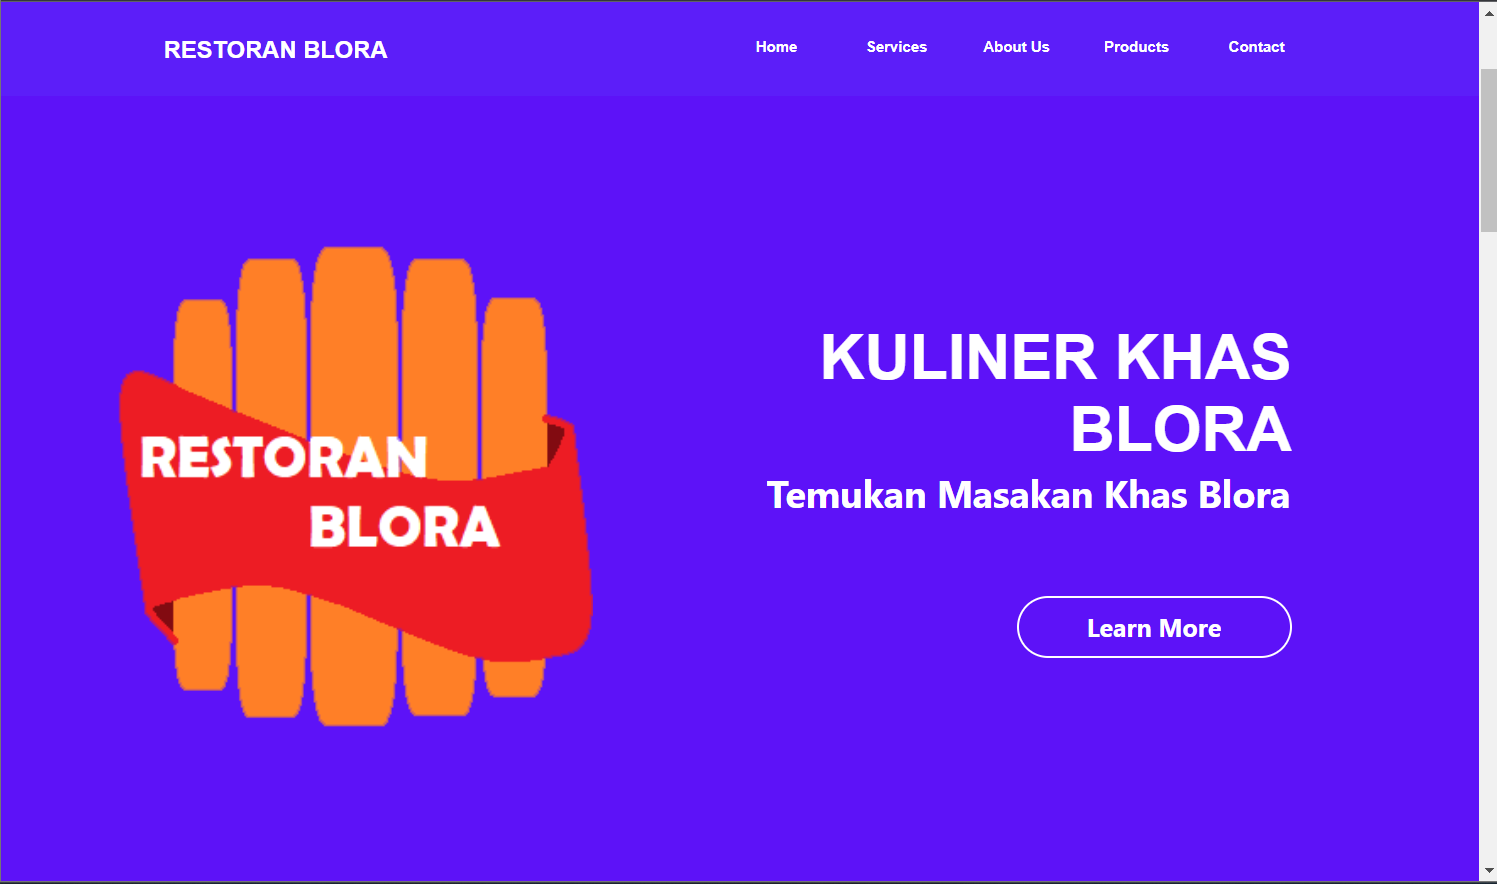 RESTORAN BLORA
Home Services About Us Products Contact
RESTORAN
BLORA
KULINER KHAS
BLORA
Temukan Masakan Khas Blora
Learn More